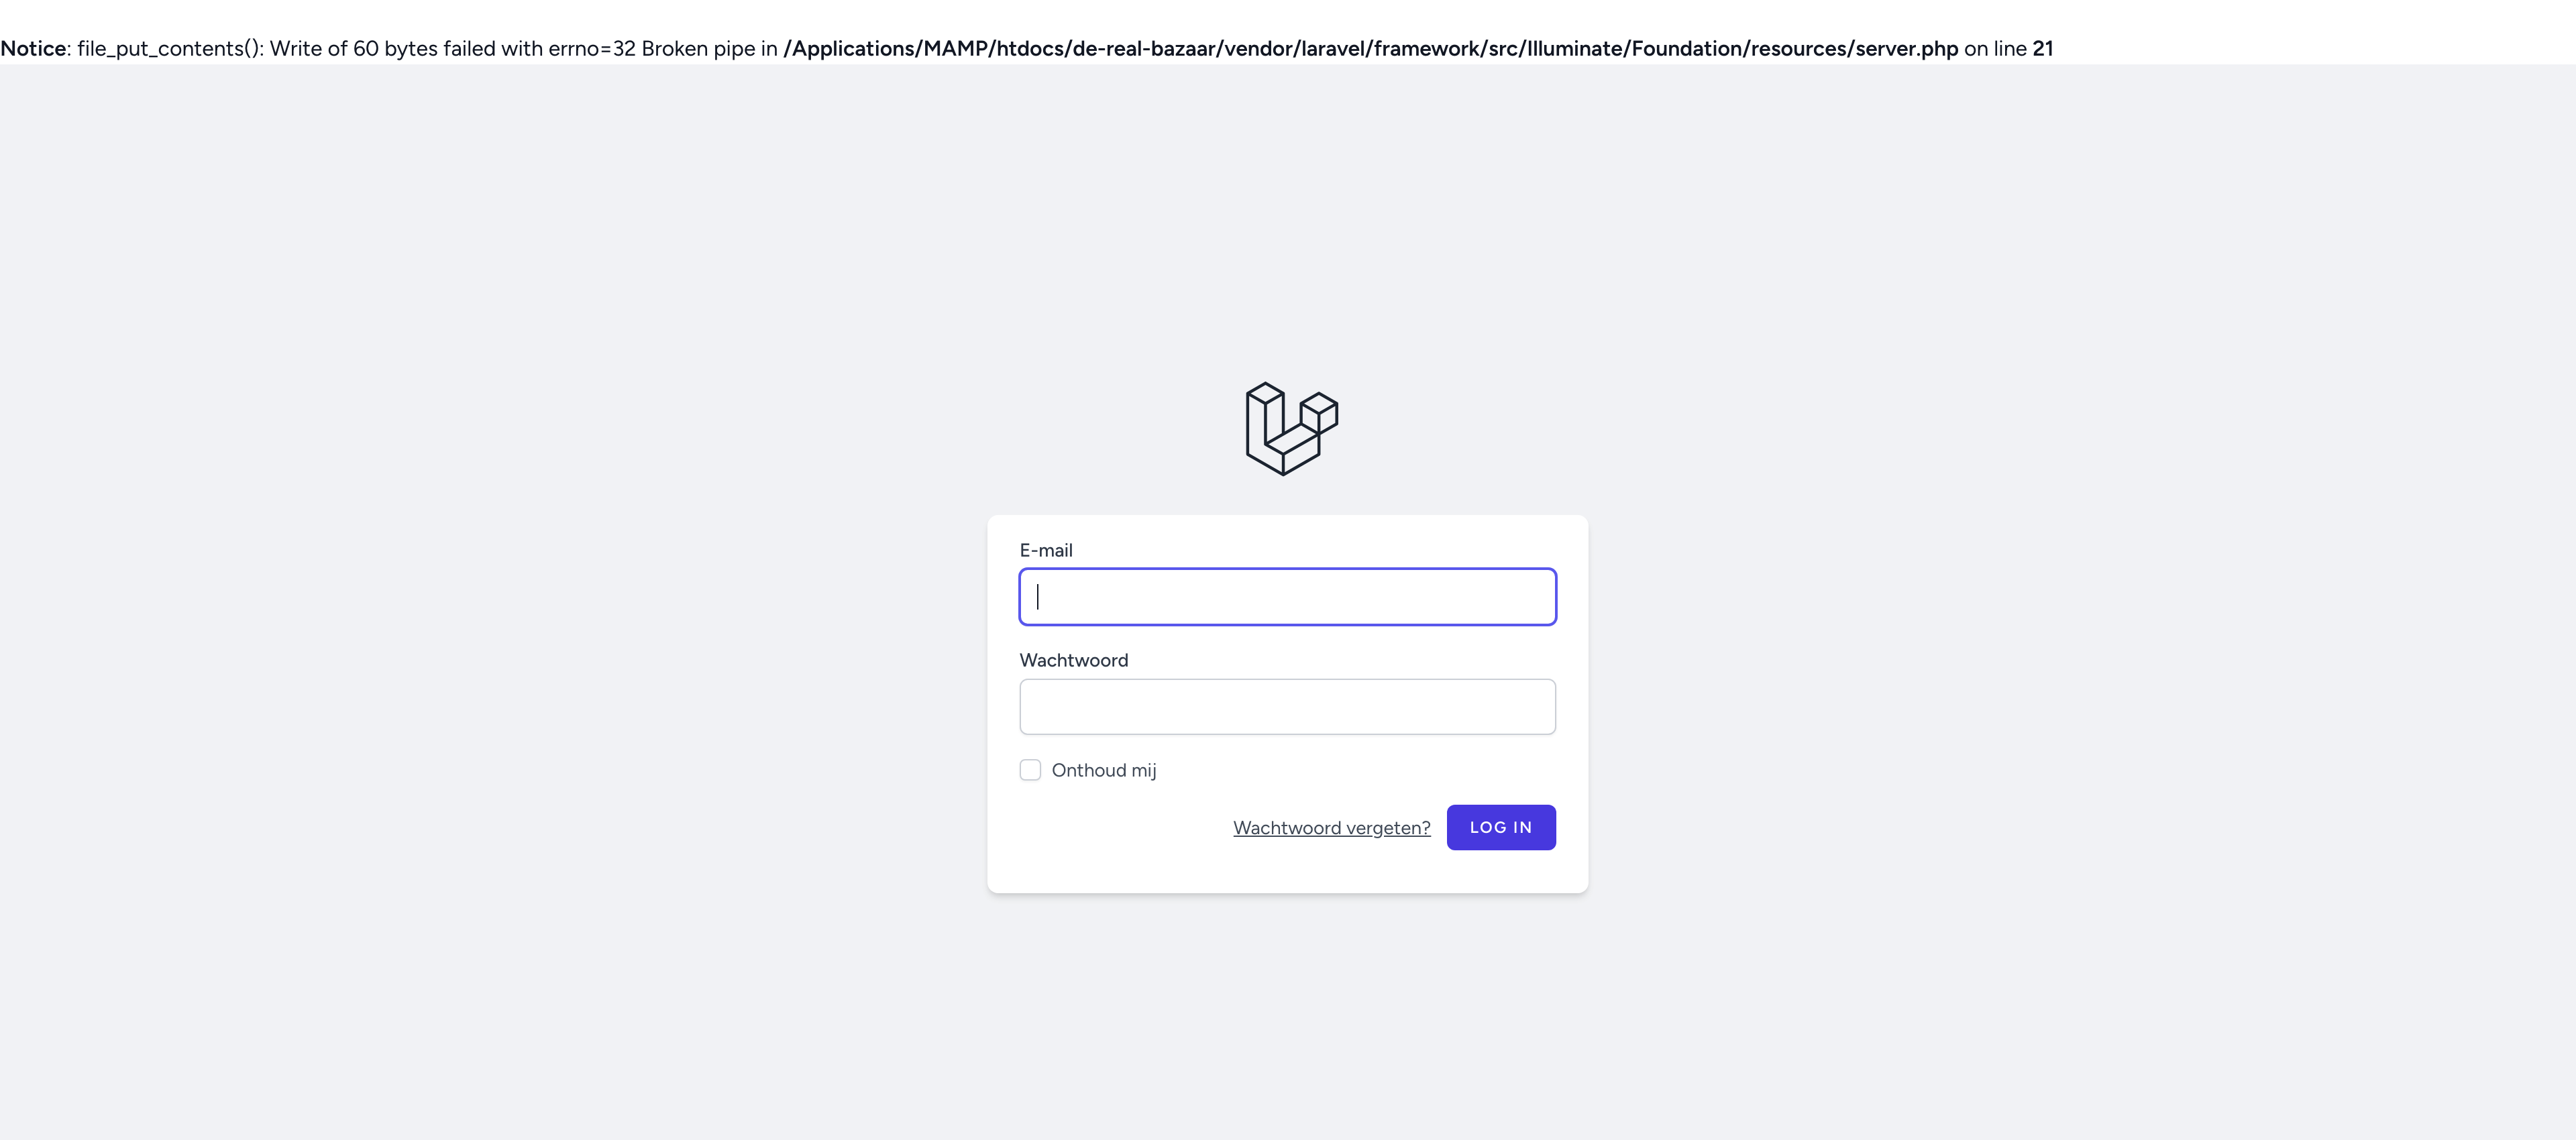 Notice: file_put_contents(): Write of 60 bytes failed with errno=32 Broken pipe in /Applications/MAMP/htdocs/de-real-bazaar/vendor/laravel/framework/src/Illuminate/Foundation/resources/server.php on line 21
E-mail
Wachtwoord
Onthoud mij
Wachtwoord vergeten? LOG IN